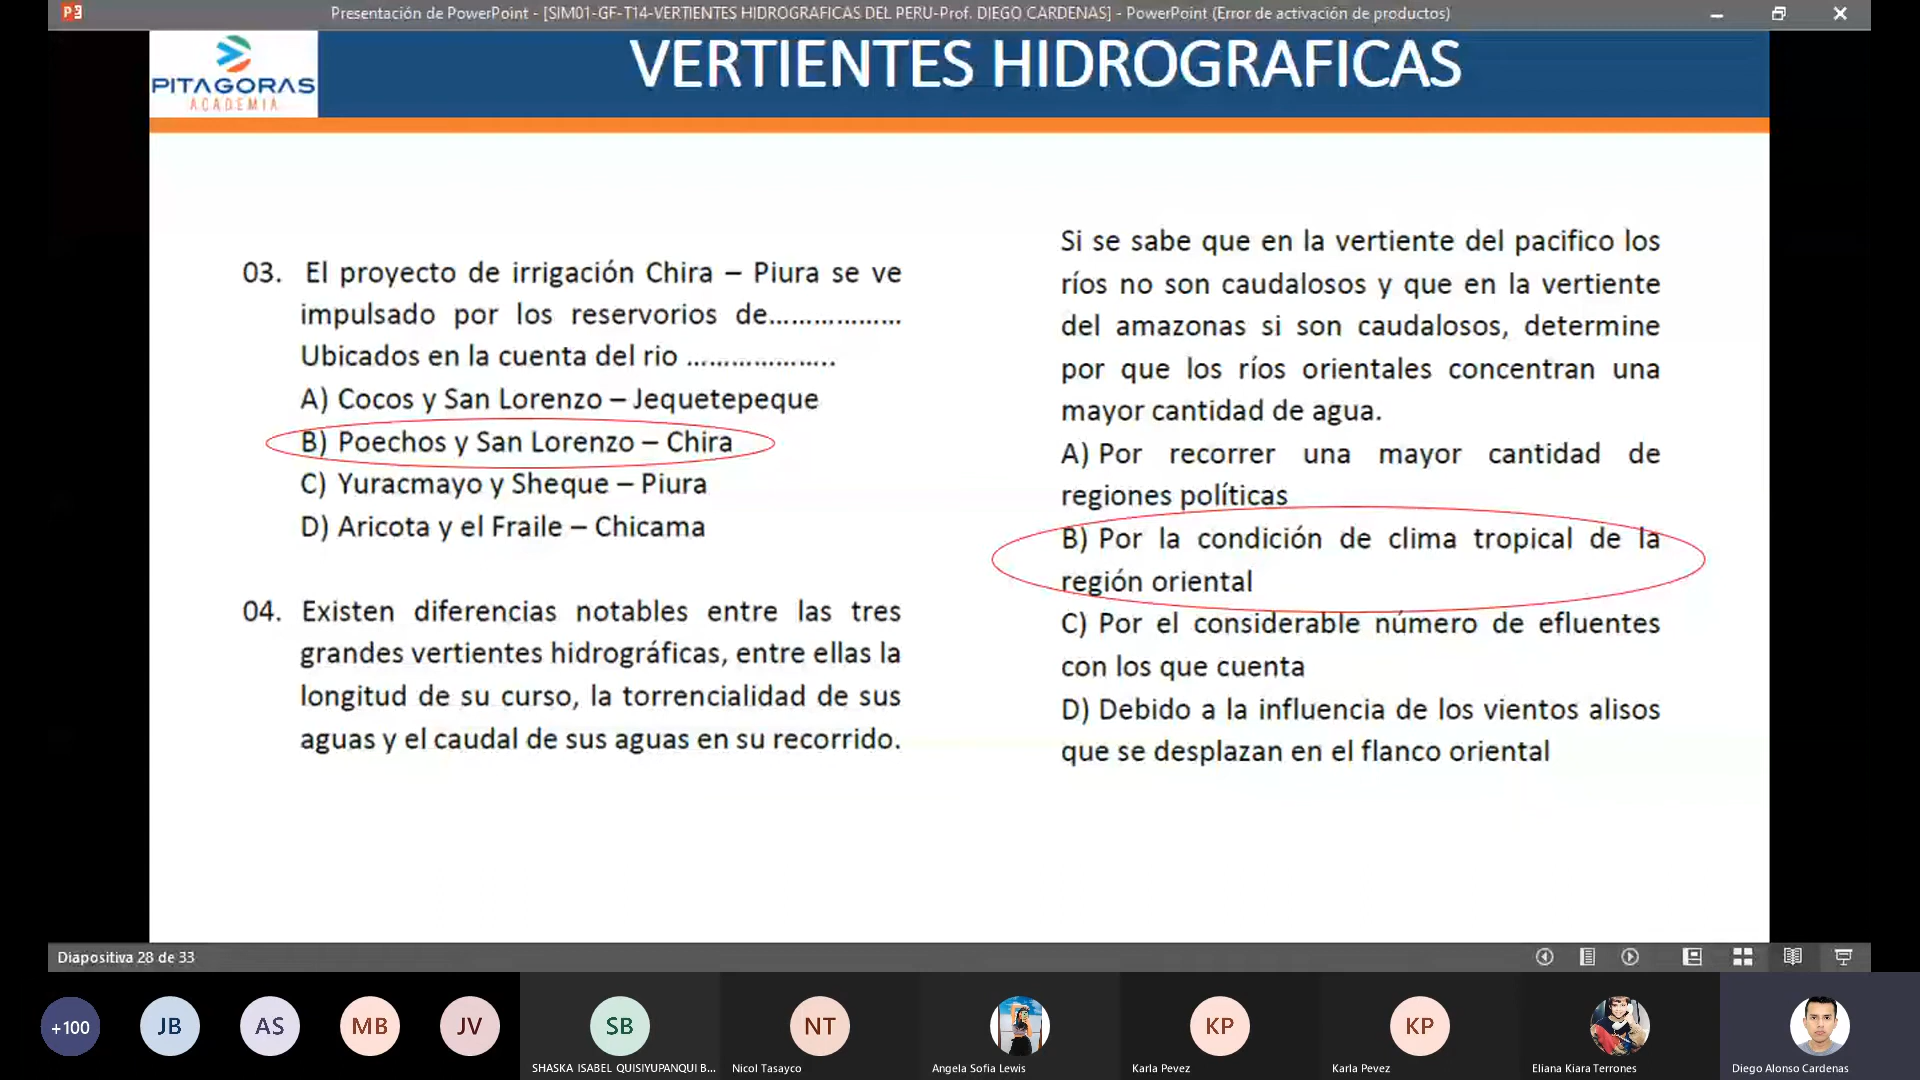 Presentación de PowerPoint - [SIM01-GF-T14-VERTIENTES HIDROGRAFICAS DEL PERU-Prof. DIEGO CARDENAS] - PowerPoint (Error de activación de productos)
PITAGORAS
ACADEMIA
VERTIENTES HIDROGRAFICAS
03. El proyecto de irrigación Chira – Piura se ve
impulsado por los reservorios de………………
Ubicados en la cuenta del rio ………………..
A) Cocos y San Lorenzo – Jequetepeque
B) Poechos y San Lorenzo – Chira
C) Yuracmayo y Sheque – Piura
D) Aricota y el Fraile – Chicama
04. Existen diferencias notables entre las tres
grandes vertientes hidrográficas, entre ellas la
longitud de su curso, la torrencialidad de sus
aguas y el caudal de sus aguas en su recorrido.
Si se sabe que en la vertiente del pacifico los
ríos no son caudalosos y que en la vertiente
del amazonas si son caudalosos, determine
por que los ríos orientales concentran una
mayor cantidad de agua.
A) Por recorrer una mayor cantidad de
regiones políticas
B) Por la condición de clima tropical de la
región oriental
C) Por el considerable número de efluentes
con los que cuenta
D) Debido a la influencia de los vientos alisos
que se desplazan en el flanco oriental
Diapositiva 28 de 33
+100
JB
AS
MB
JV
SB
NT
KP
KP
SHASKA ISABEL QUISIYUPANQUI B...
Nicol Tasayco
Angela Sofia Lewis
Karla Pevez
Karla Pevez
Eliana Kiara Terrones
Diego Alonso Cardenas